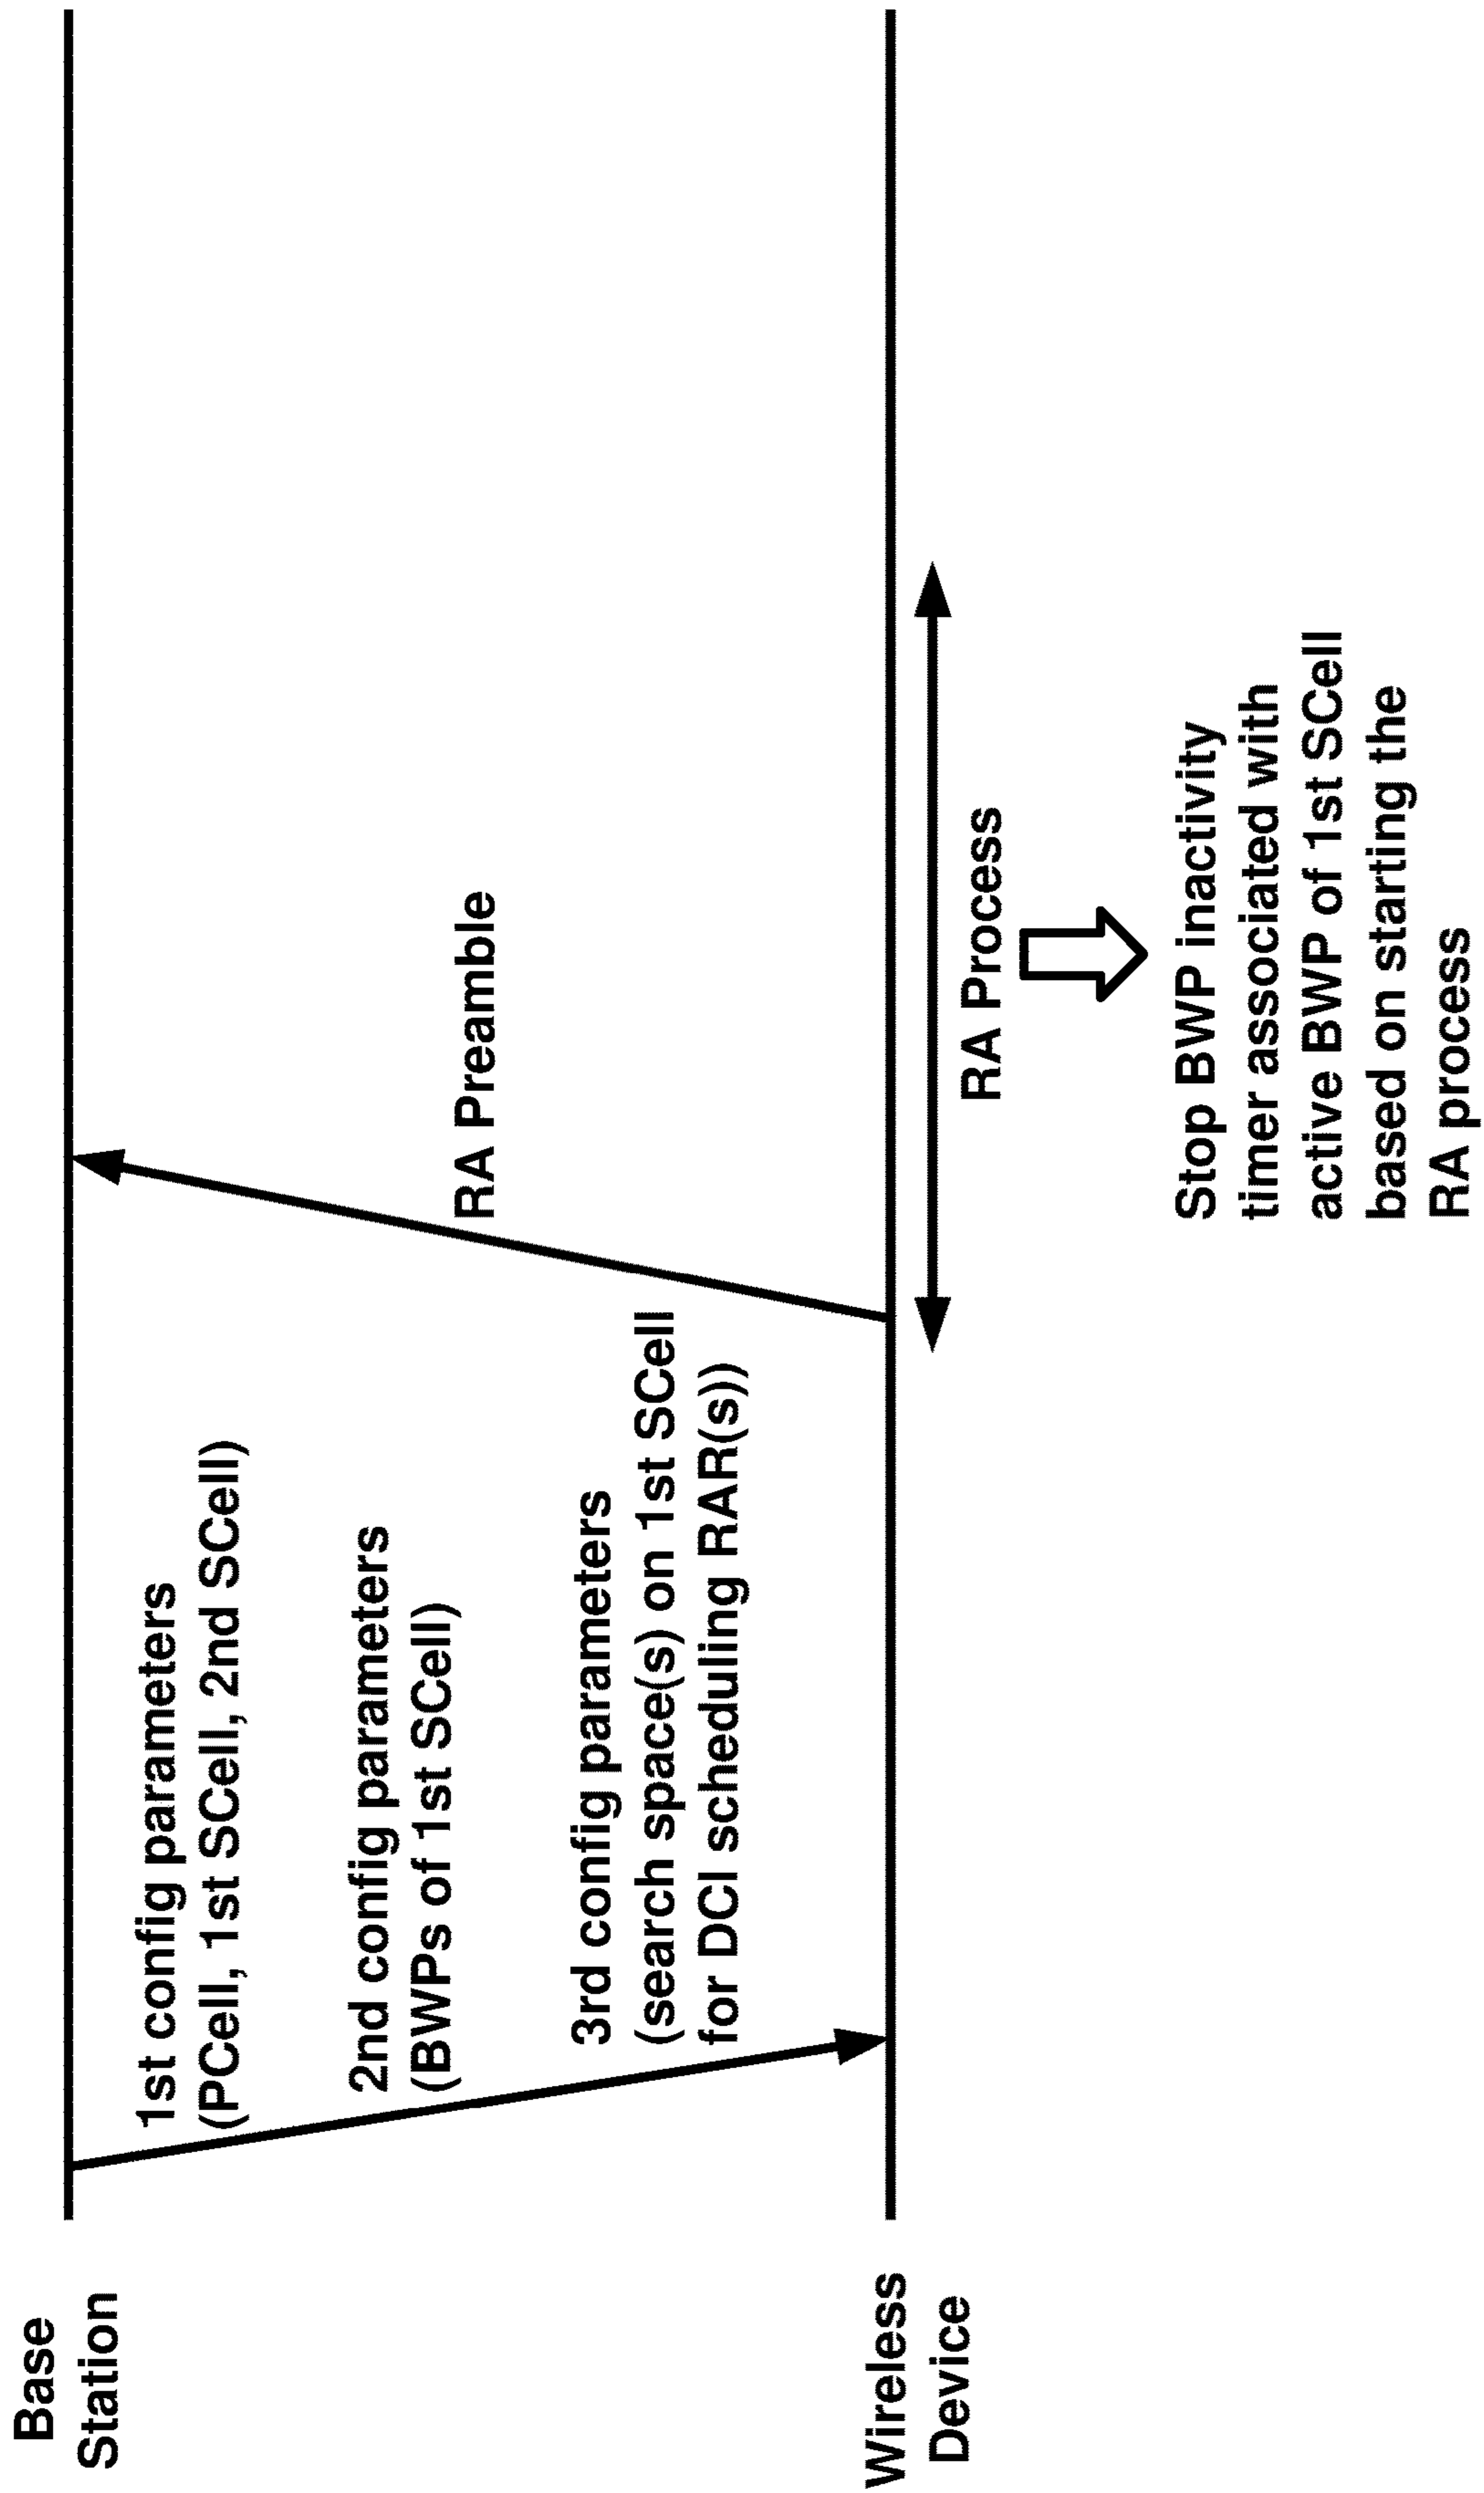 Base
Station
1st config parameters
(PCell, 1st SCell, 2nd SCell)
2nd config parameters
(BWPs of 1st SCell)
3rd config parameters
(search space(s) on 1st SCell
for DCI scheduling RAR(s))
RA Preamble
Wireless
Device
RA Process
Stop BWP inactivity
timer associated with
active BWP of 1st SCell
based on starting the
RA process